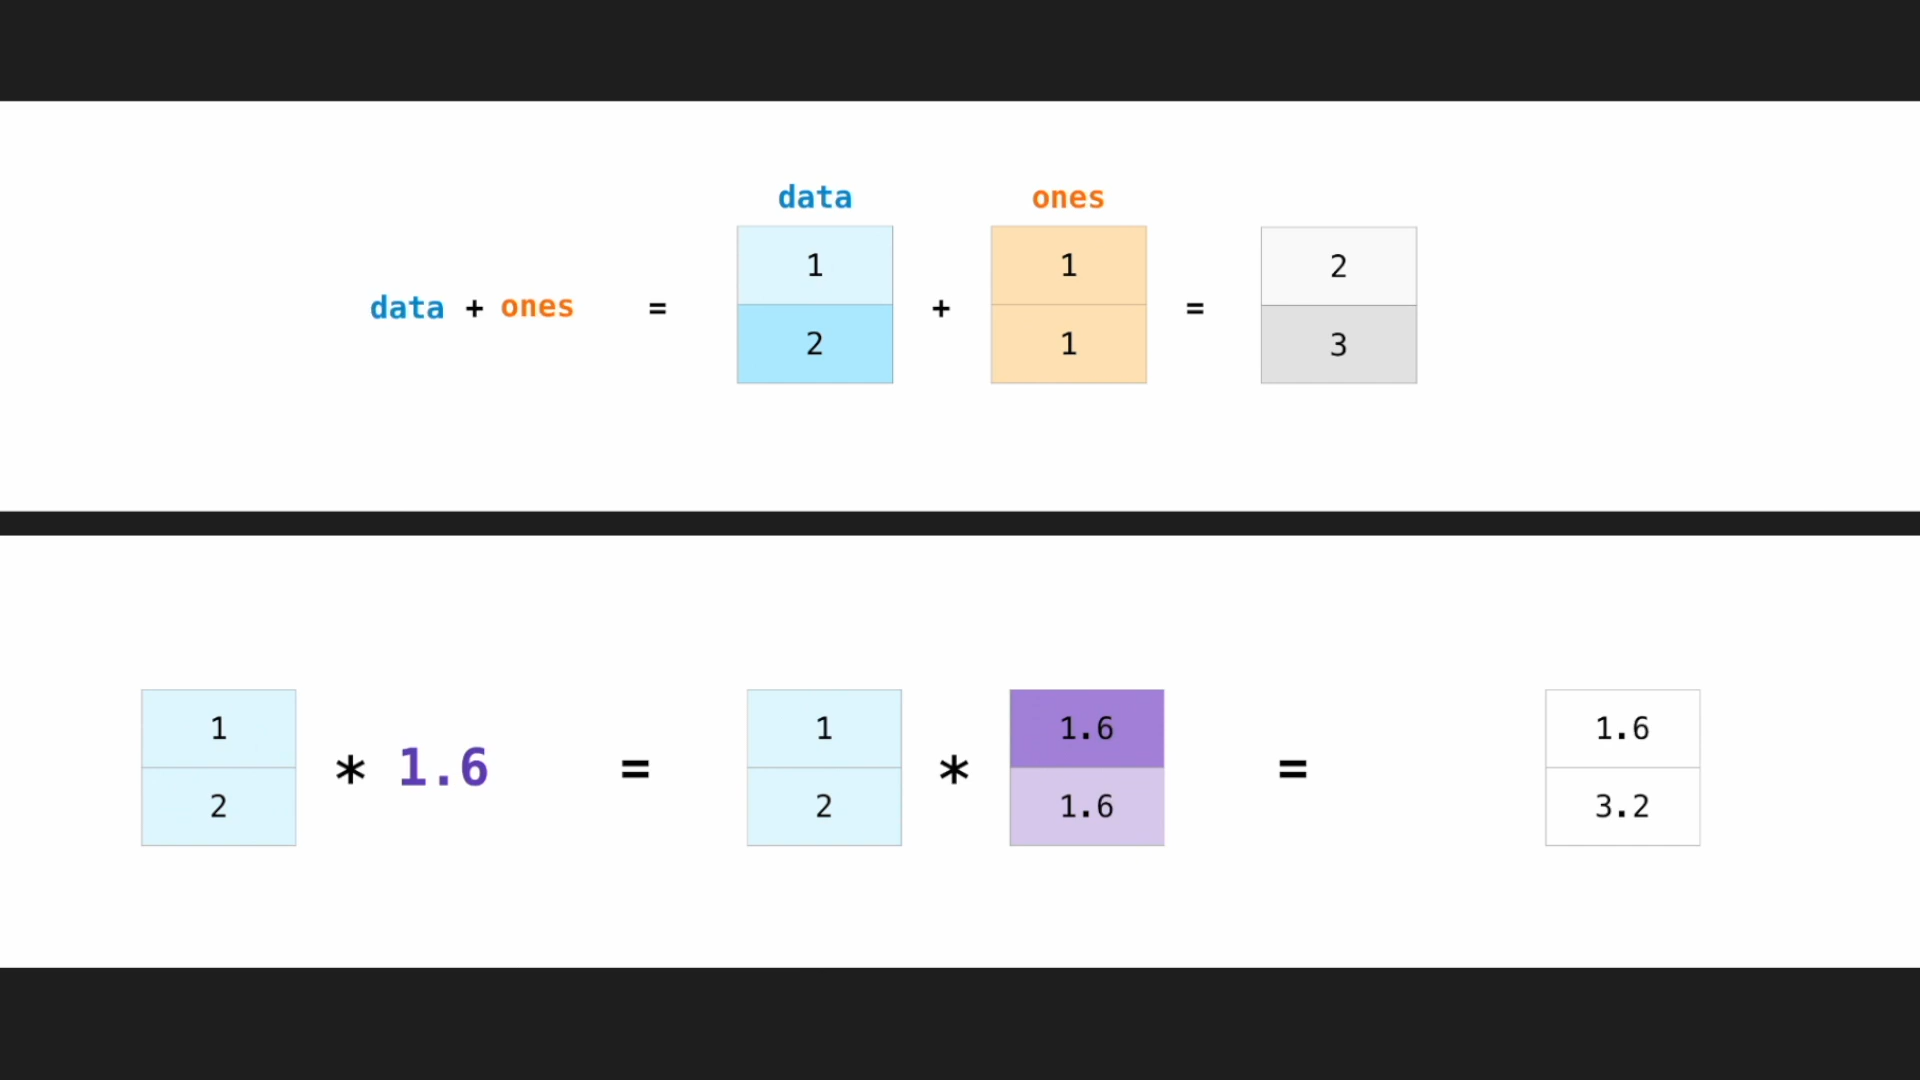 data ones
data + ones = 1 + 1 = 2
2 1 3
1 * 1.6 = 1 * 1.6 = 1.6
2 2 1.6 3.2